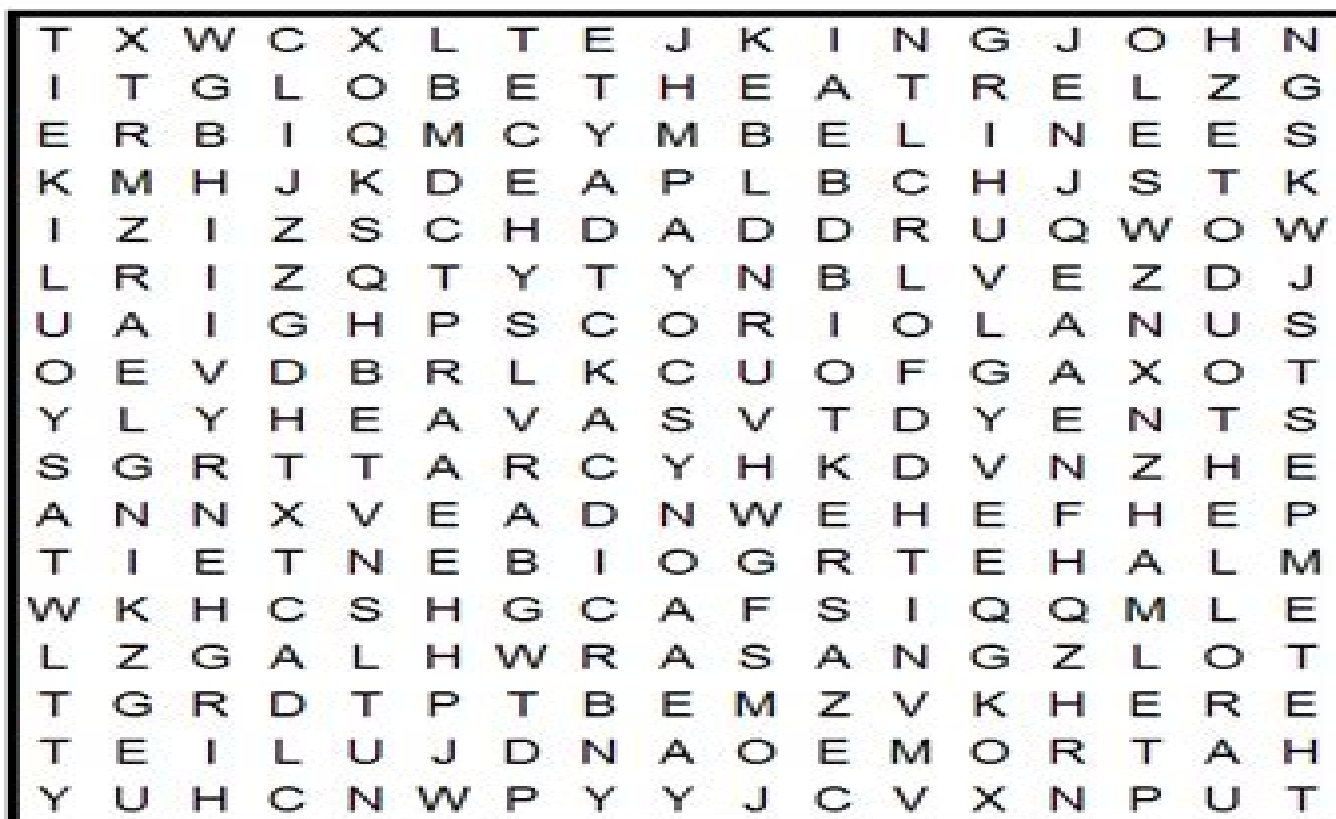 T X W C X L T E J K I N G J O H N
I T G L O B E T H E A T R E L Z G
E R B I Q M C Y M B E L I N E E S
K M H J K D E A P L B C H J S T K
I Z I Z S C H D A D D R U Q W O W
L R I Z Q T Y T Y N B L V E Z D J
U A I G H P S C O R I O L A N U S
O E V D B R L K C U O F G A X O T
Y L Y H E A V A S V T D Y E N T S
S G R T T A R C Y H K D V N Z H E
A N N X V E A D N W E H E F H E P
T I E T N E B I O G R T E H A L M
W K H C S H G C A F S I Q Q M L E
L Z G A L H W R A S A N G Z L O T
T G R D T P T B E M Z V K H E R E
T E I L U J D N A O E M O R T A H
Y U H C N W P Y Y J C V X N P U T